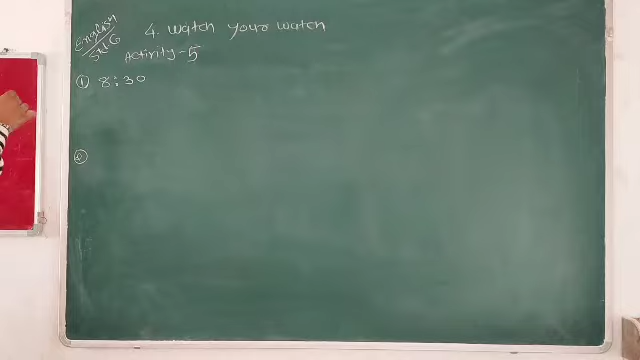 English
Std 6
4. Watch your watch
Activity-5
① 8:30
②